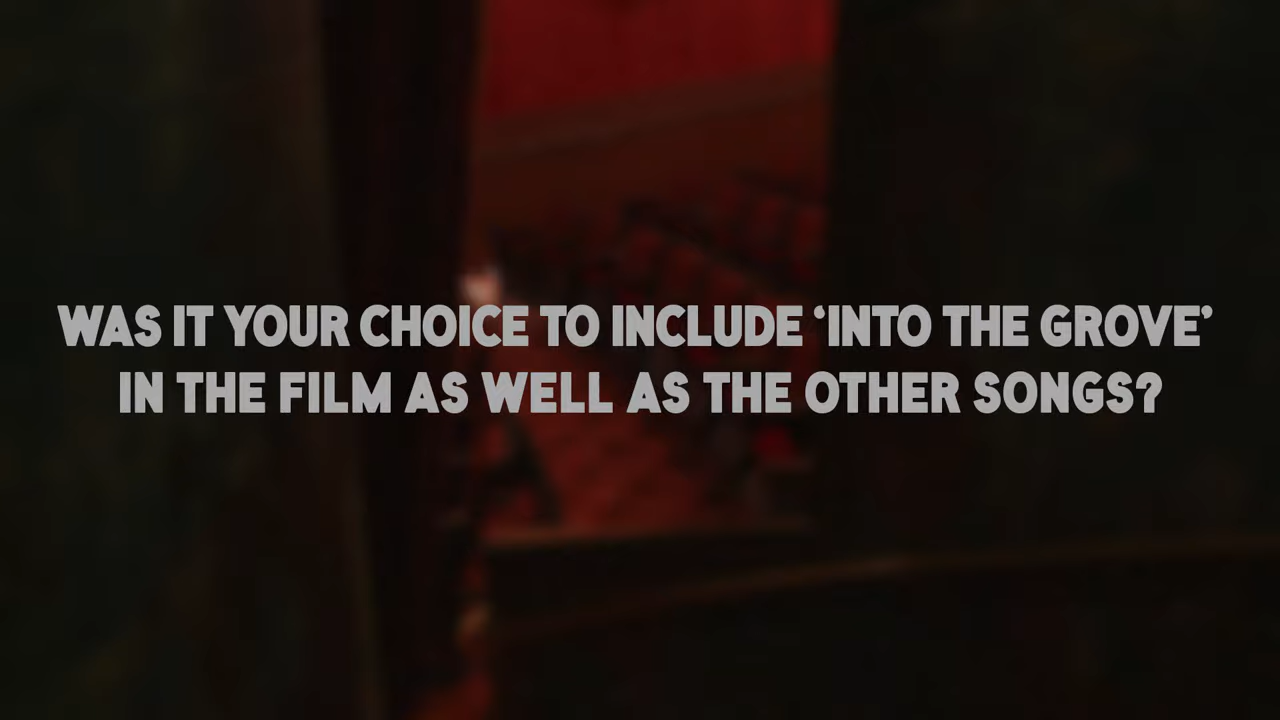 WAS IT YOUR CHOICE TO INCLUDE ‘INTO THE GROVE’
IN THE FILM AS WELL AS THE OTHER SONGS?